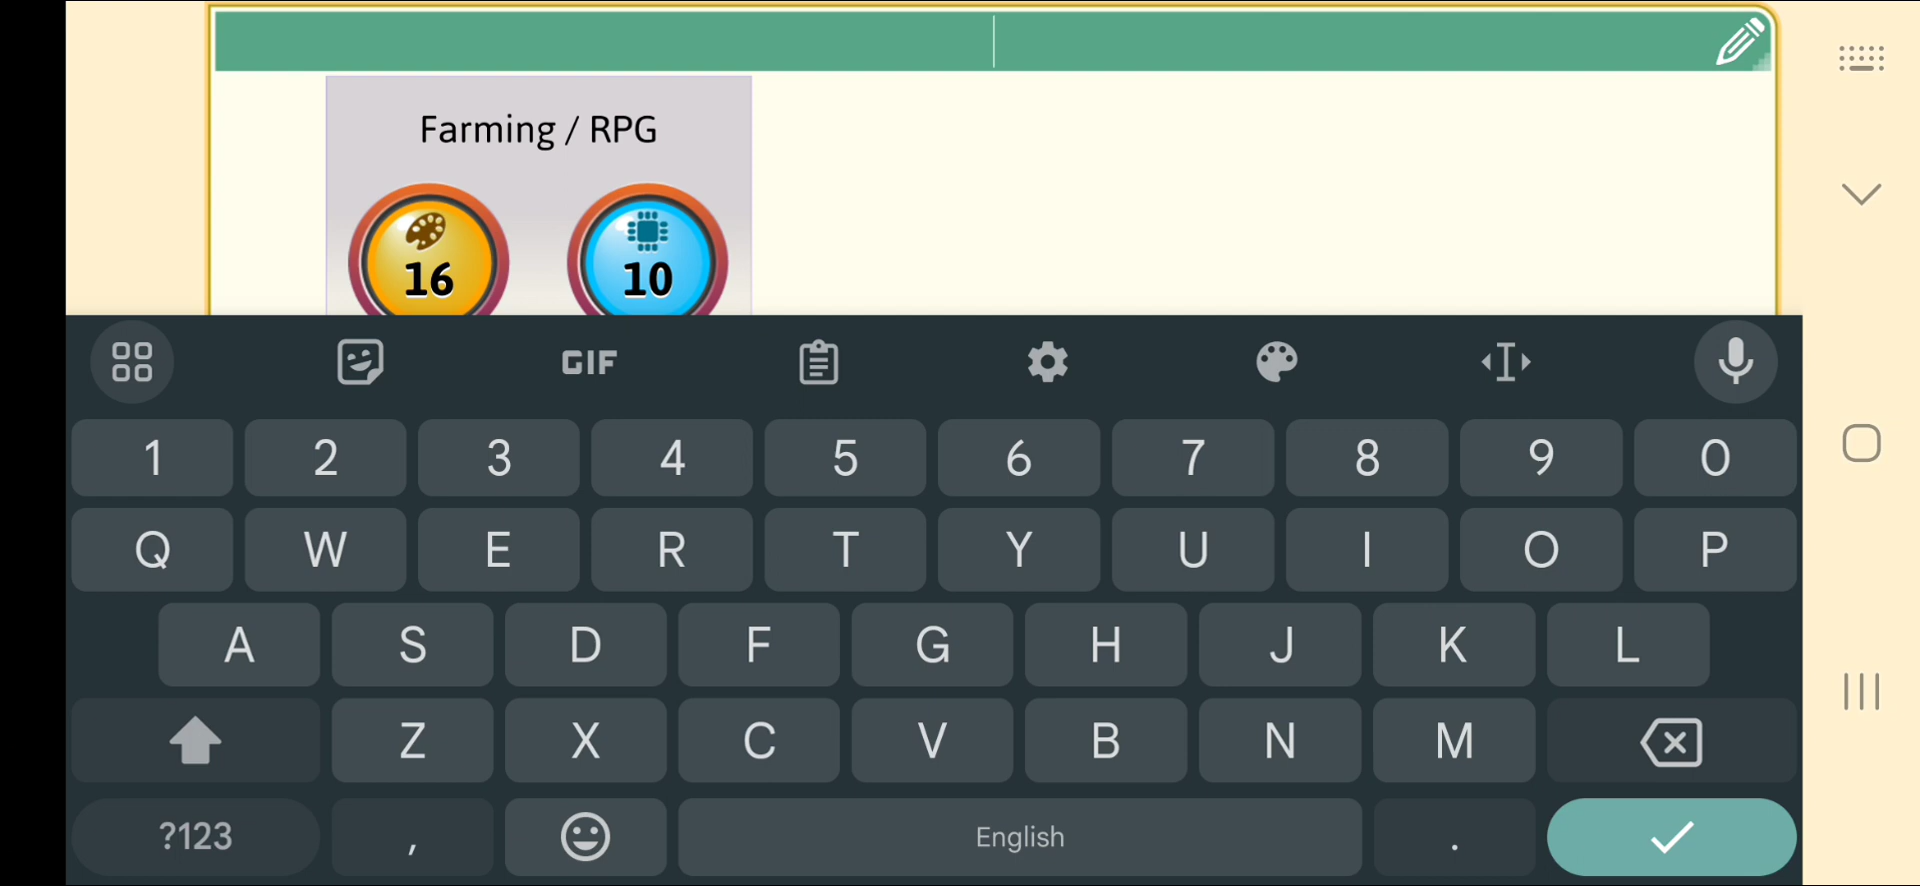 Farming / RPG
16 10
GIF
1 2 3 4 5 6 7 8 9 0
Q W E R T Y U I O P
A S D F G H J K L
Z X C V B N M
?123 , English .